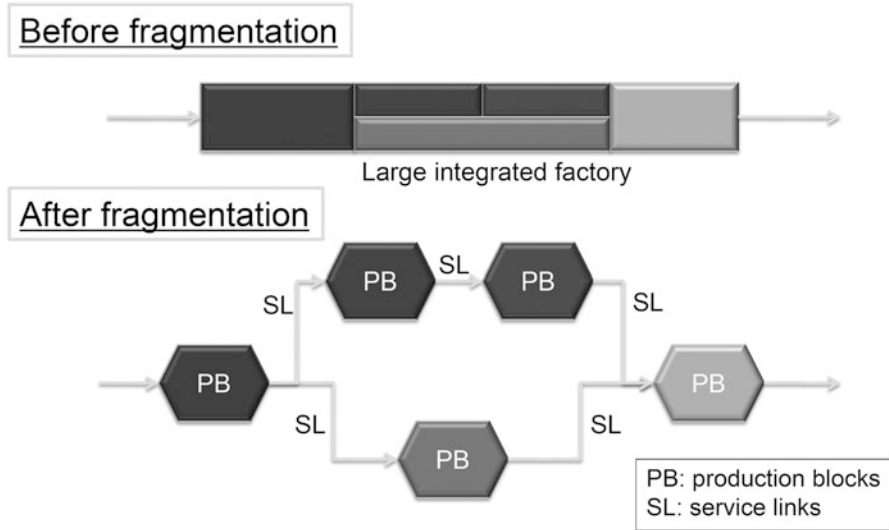 Before fragmentation
Large integrated factory
After fragmentation
PB
SL
PB
SL
SL
PB
SL
PB
SL
PB
PB: production blocks
SL: service links